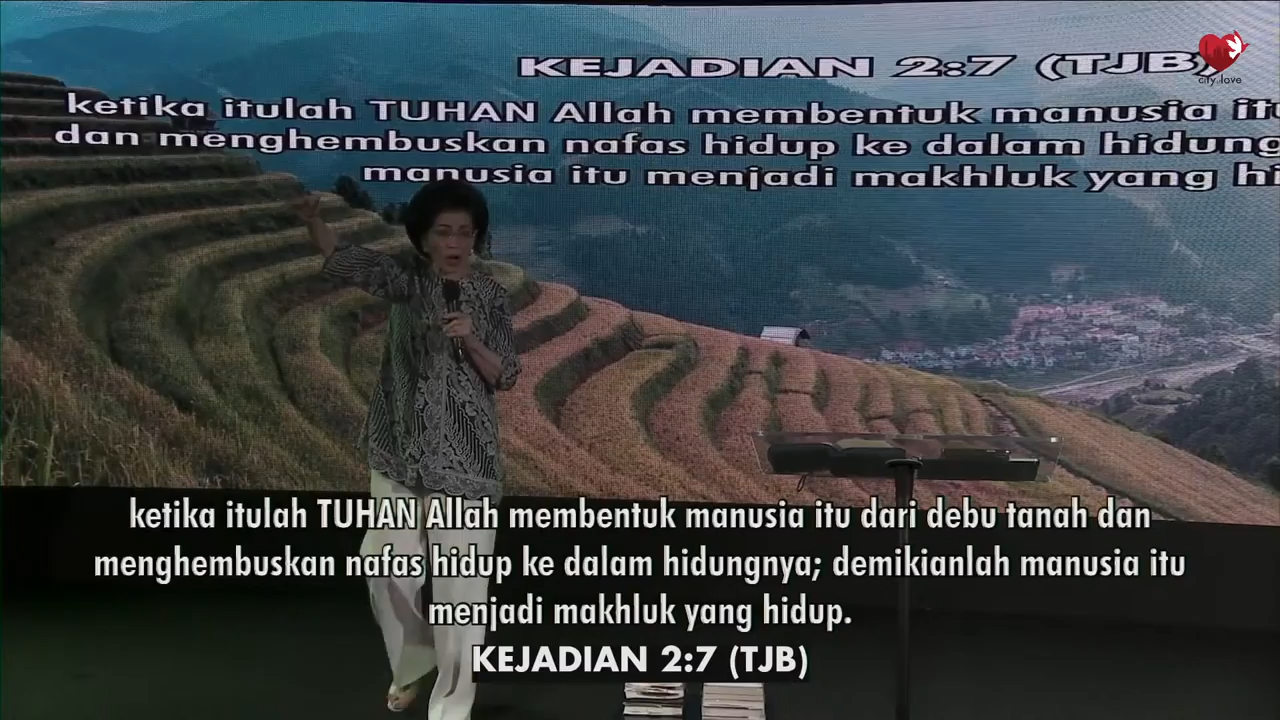 KEJADIAN 2:7 (TJB)
city love
ketika itulah TUHAN Allah membentuk manusia
dan menghembuskan nafas hidup ke dalam
manusia itu menjadi makhluk yang
ketika itulah TUHAN Allah membentuk manusia itu dari debu tanah dan
menghembuskan nafas hidup ke dalam hidungnya; demikianlah manusia itu
menjadi makhluk yang hidup.
KEJADIAN 2:7 (TJB)